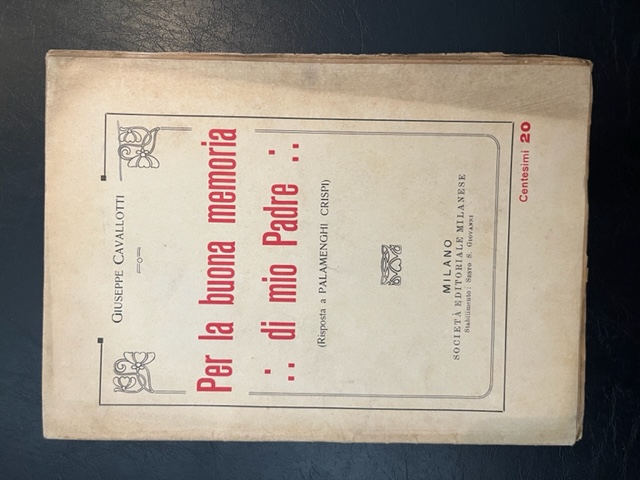 GIUSEPPE CAVALLOTTI
Per la buona memoria
di mio Padre
(Risposta a PALAMENGHI CRISPI)
MILANO
SOCIETÀ EDITORIALE MILANESE
Stabilimento: SESTO S. GIOVANNI
Centesimi 20